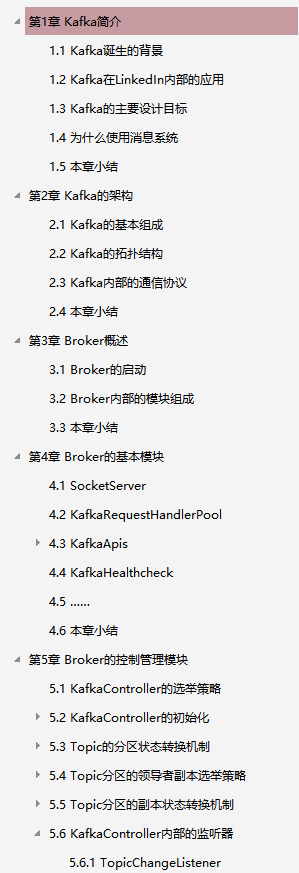 第1章 Kafka简介
1.1 Kafka诞生的背景
1.2 Kafka在LinkedIn内部的应用
1.3 Kafka的主要设计目标
1.4 为什么使用消息系统
1.5 本章小结
第2章 Kafka的架构
2.1 Kafka的基本组成
2.2 Kafka的拓扑结构
2.3 Kafka内部的通信协议
2.4 本章小结
第3章 Broker概述
3.1 Broker的启动
3.2 Broker内部的模块组成
3.3 本章小结
第4章 Broker的基本模块
4.1 SocketServer
4.2 KafkaRequestHandlerPool
4.3 KafkaApis
4.4 KafkaHealthcheck
4.5 ......
4.6 本章小结
第5章 Broker的控制管理模块
5.1 KafkaController的选举策略
5.2 KafkaController的初始化
5.3 Topic的分区状态转换机制
5.4 Topic分区的领导者副本选举策略
5.5 Topic分区的副本状态转换机制
5.6 KafkaController内部的监听器
5.6.1 TopicChangeListener